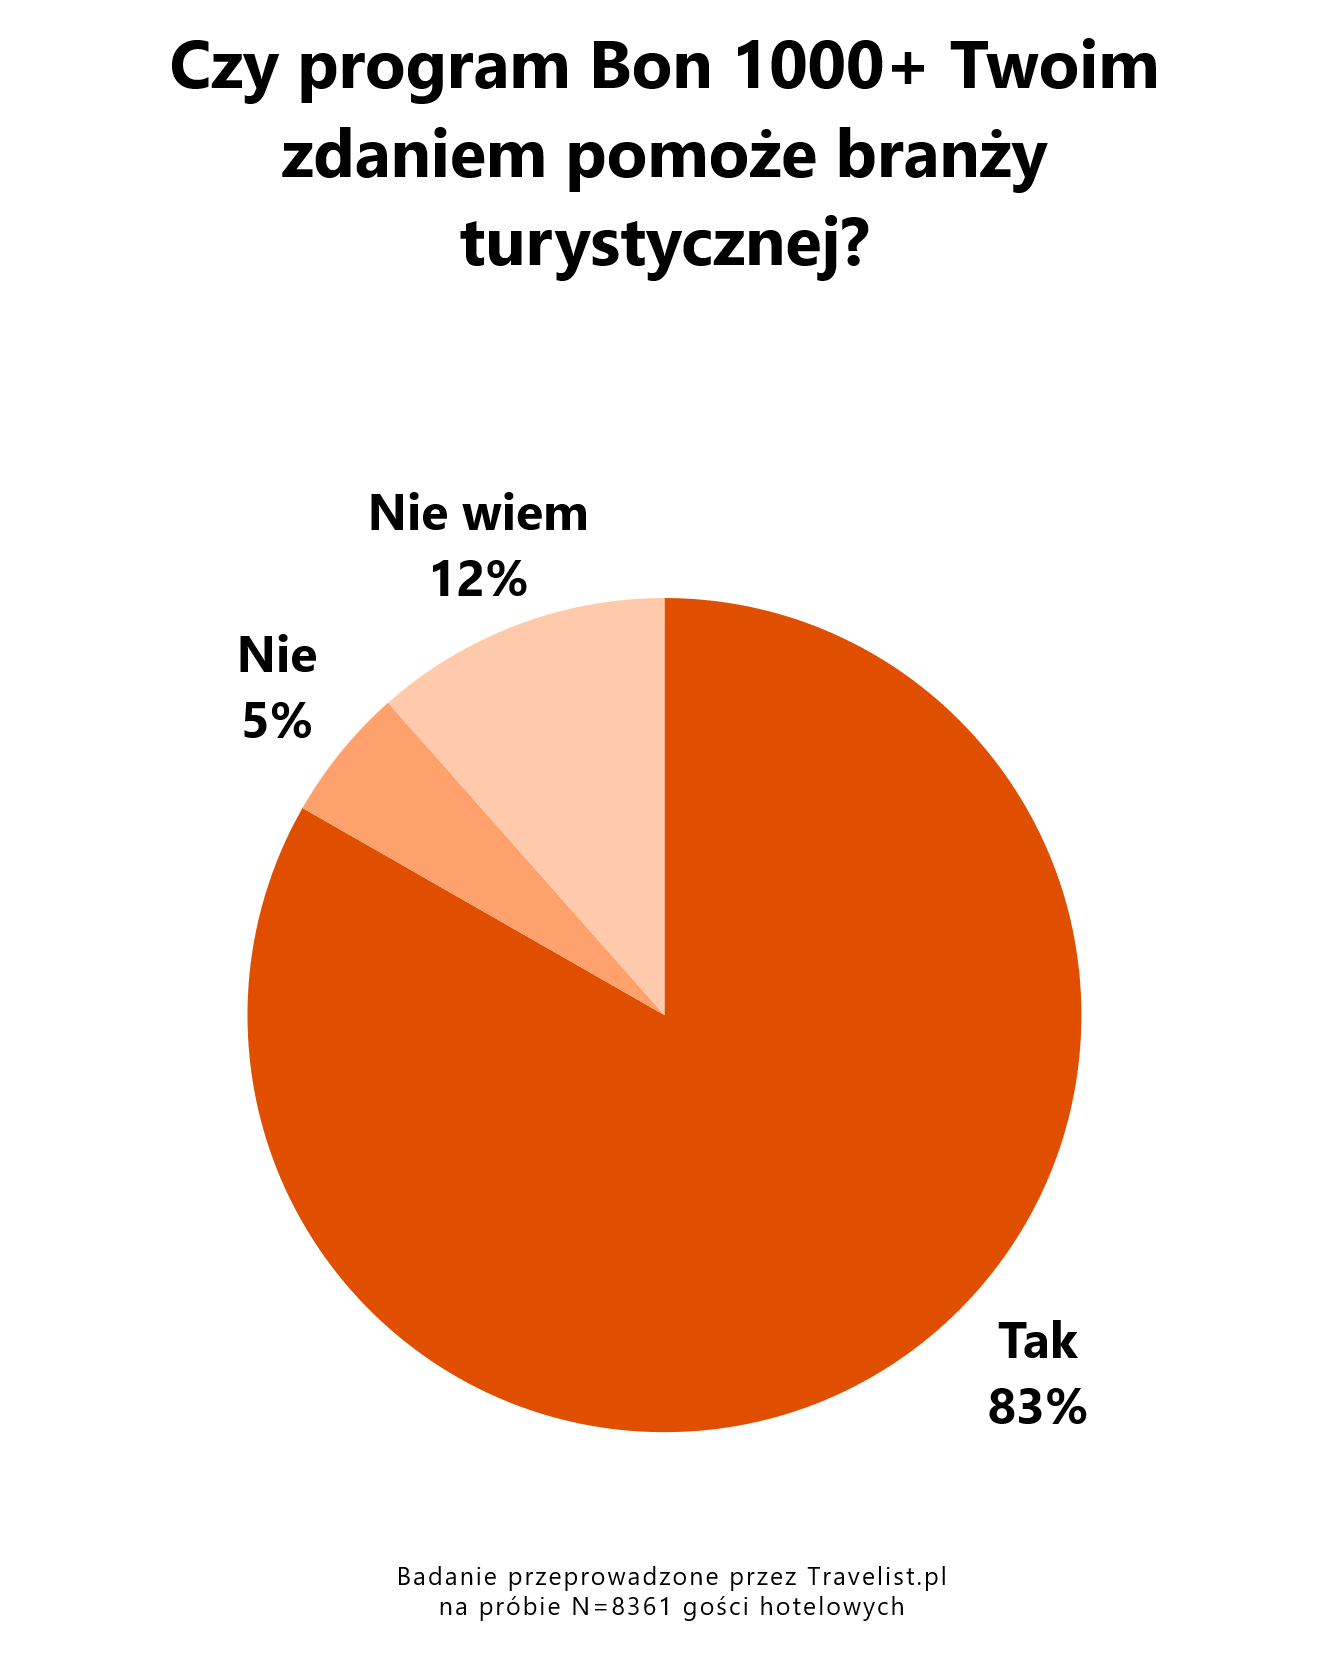 Czy program Bon 1000+ Twoim
zdaniem pomoże branży
turystycznej?
Nie wiem
12%
Nie
5%
Tak
83%
Badanie przeprowadzone przez Travelist.pl
na próbie N=8361 gości hotelowych